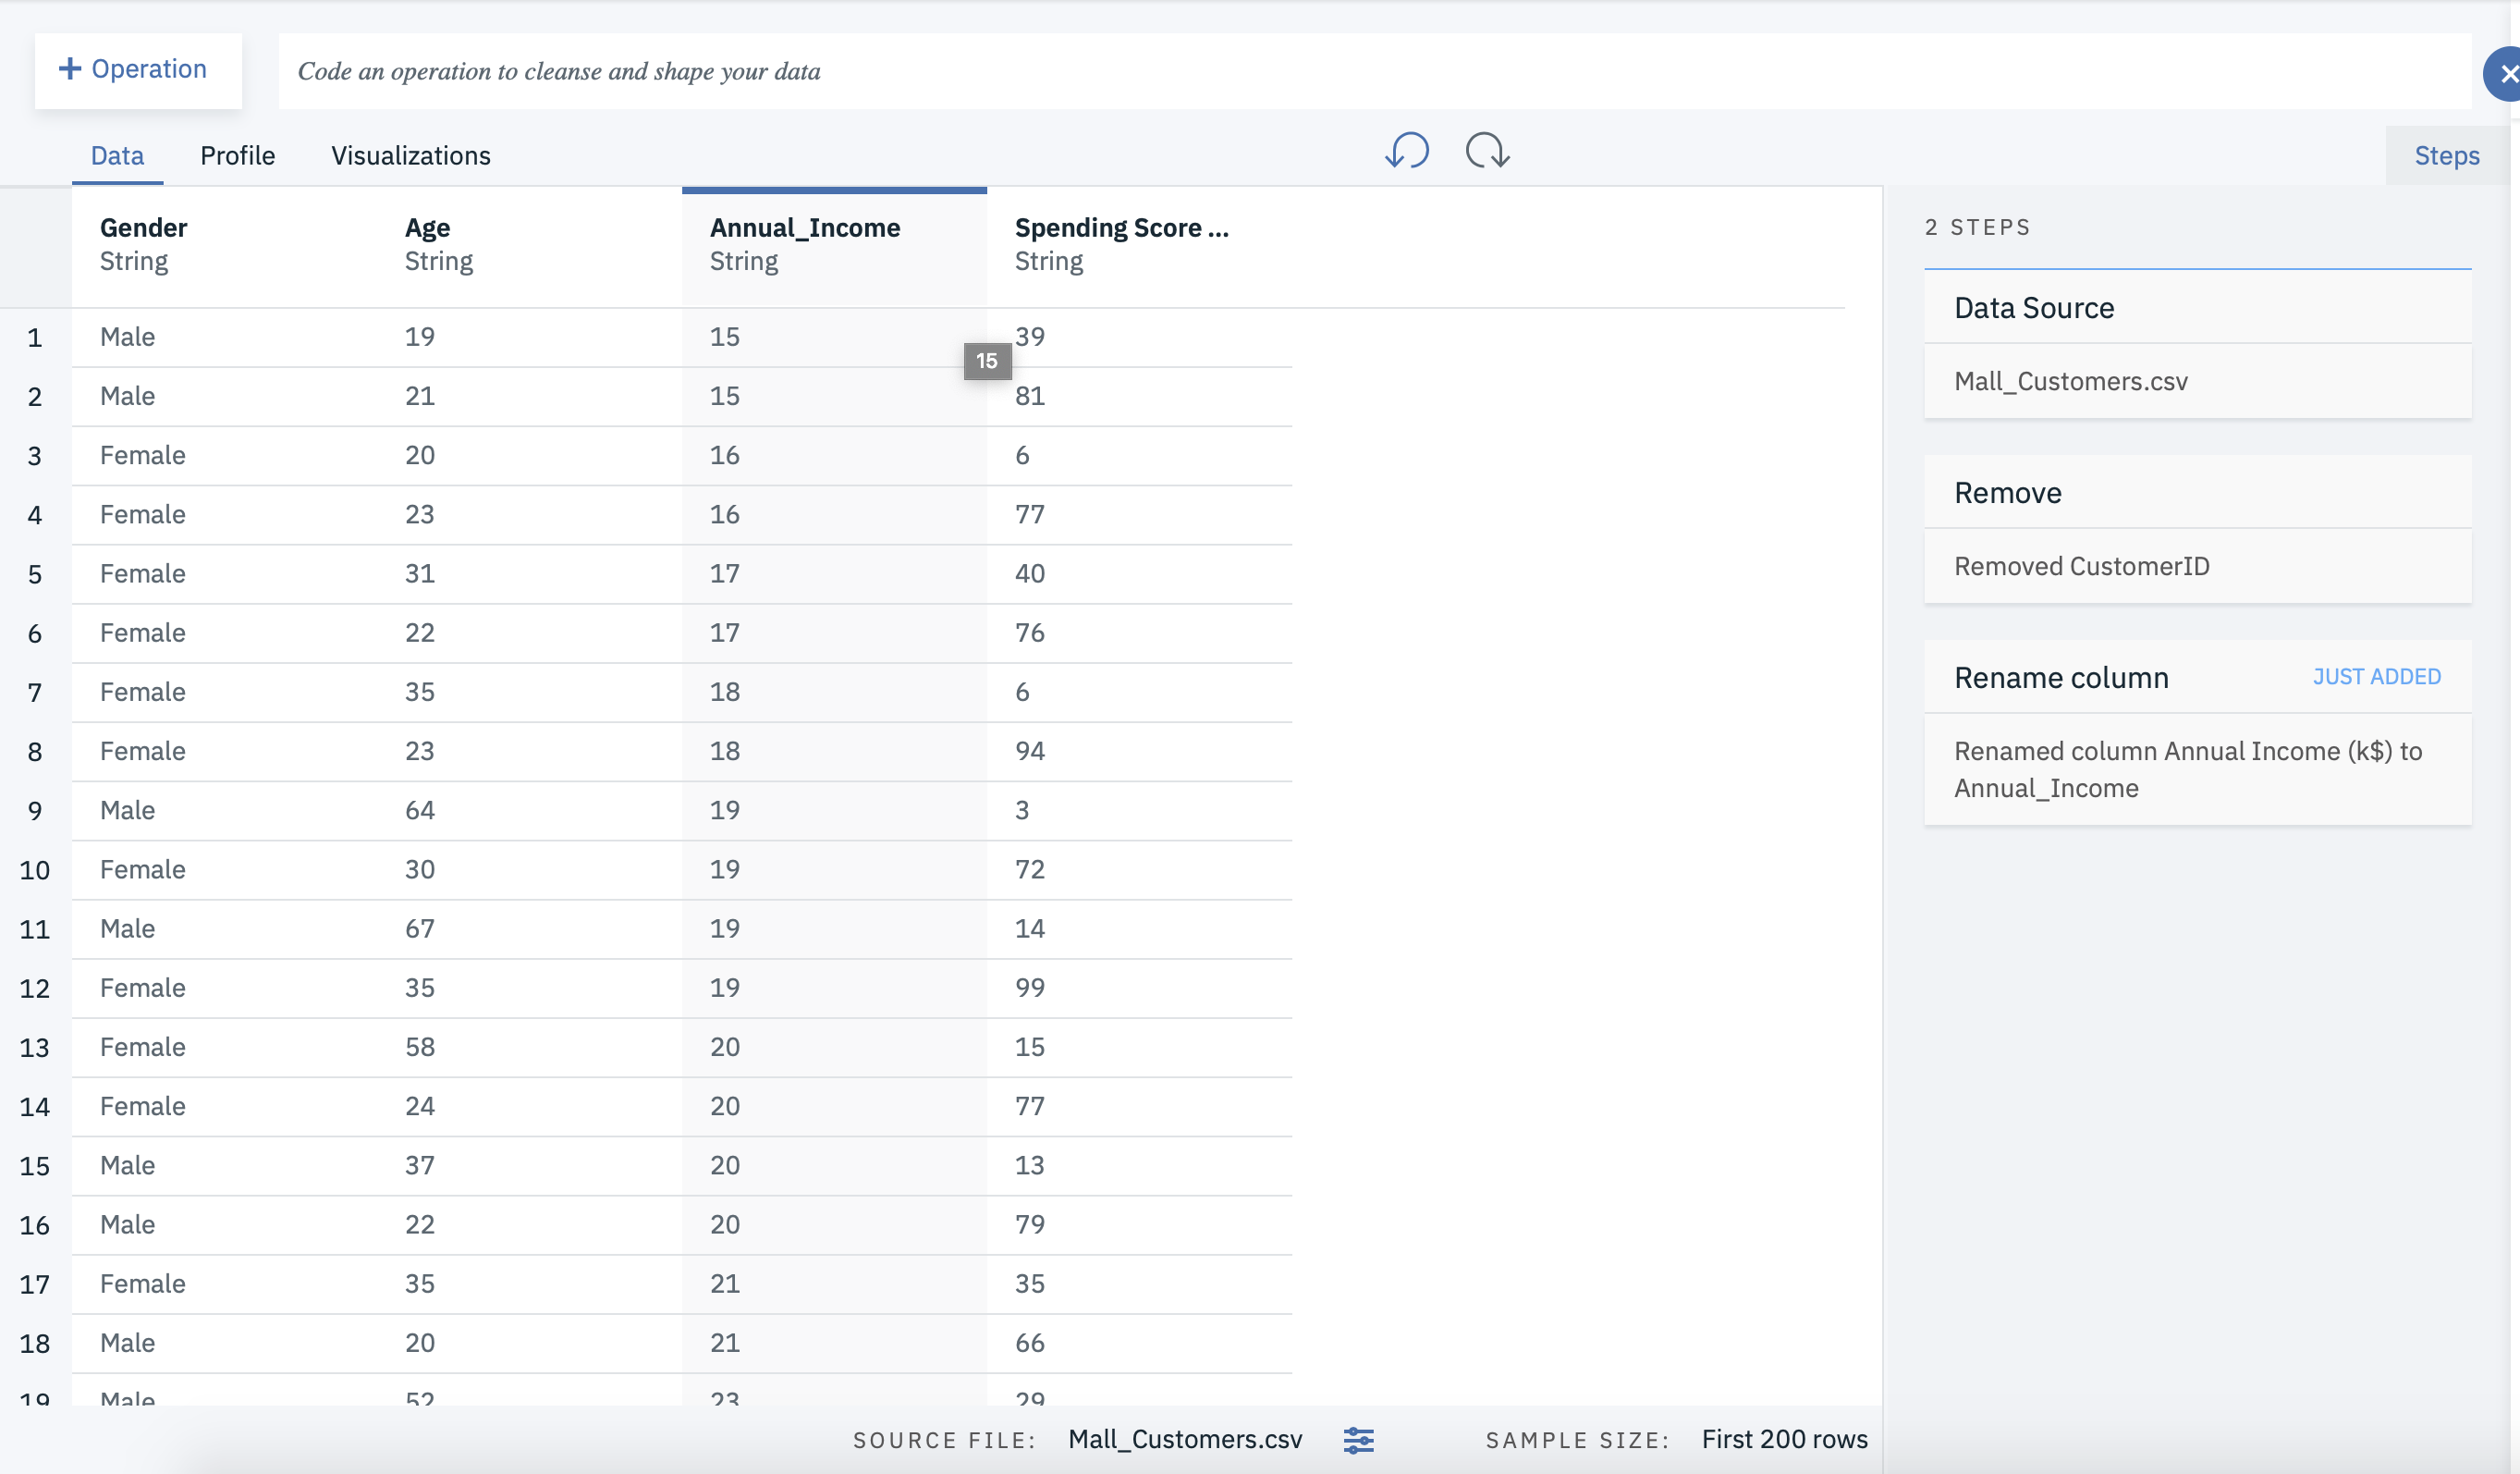 + Operation
Code an operation to cleanse and shape your data
Data Profile Visualizations
Steps
Gender Age Annual_Income Spending Score ...
String String String String
1 Male 19 15 39
15
2 Male 21 15 81
3 Female 20 16 6
4 Female 23 16 77
5 Female 31 17 40
6 Female 22 17 76
7 Female 35 18 6
8 Female 23 18 94
9 Male 64 19 3
10 Female 30 19 72
11 Male 67 19 14
12 Female 35 19 99
13 Female 58 20 15
14 Female 24 20 77
15 Male 37 20 13
16 Male 22 20 79
17 Female 35 21 35
18 Male 20 21 66
19 Male 52 23 29
SOURCE FILE: Mall_Customers.csv SAMPLE SIZE: First 200 rows
2 STEPS
Data Source
Mall_Customers.csv
Remove
Removed CustomerID
Rename column JUST ADDED
Renamed column Annual Income (k$) to
Annual_Income